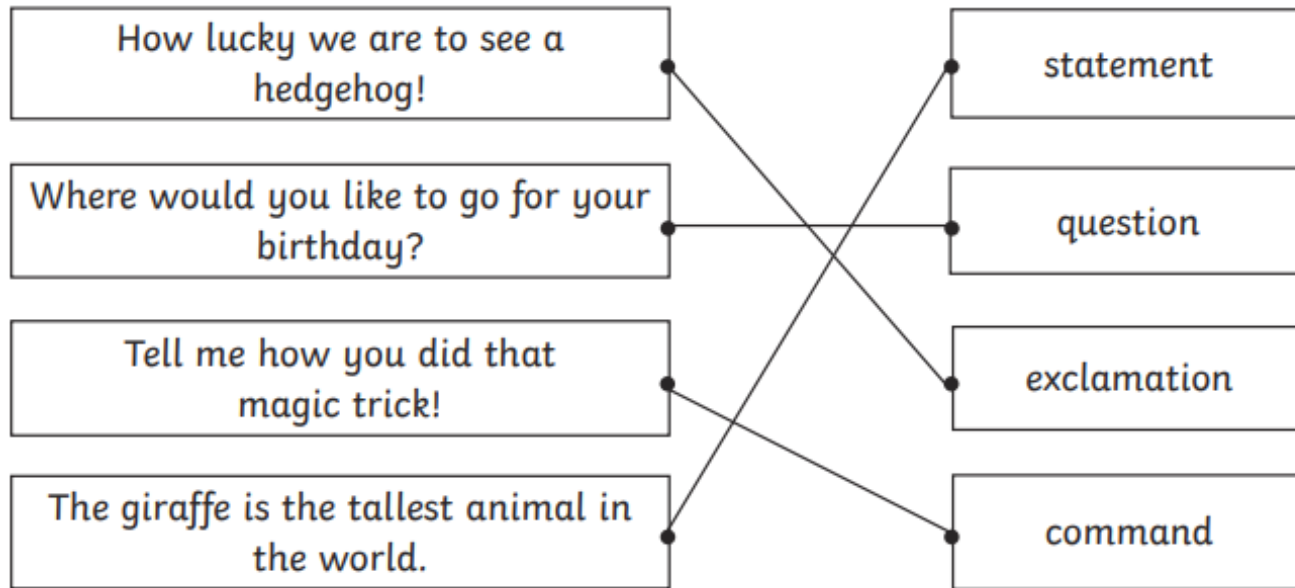 How lucky we are to see a
hedgehog!
statement
Where would you like to go for your
birthday?
question
Tell me how you did that
magic trick!
exclamation
The giraffe is the tallest animal in
the world.
command